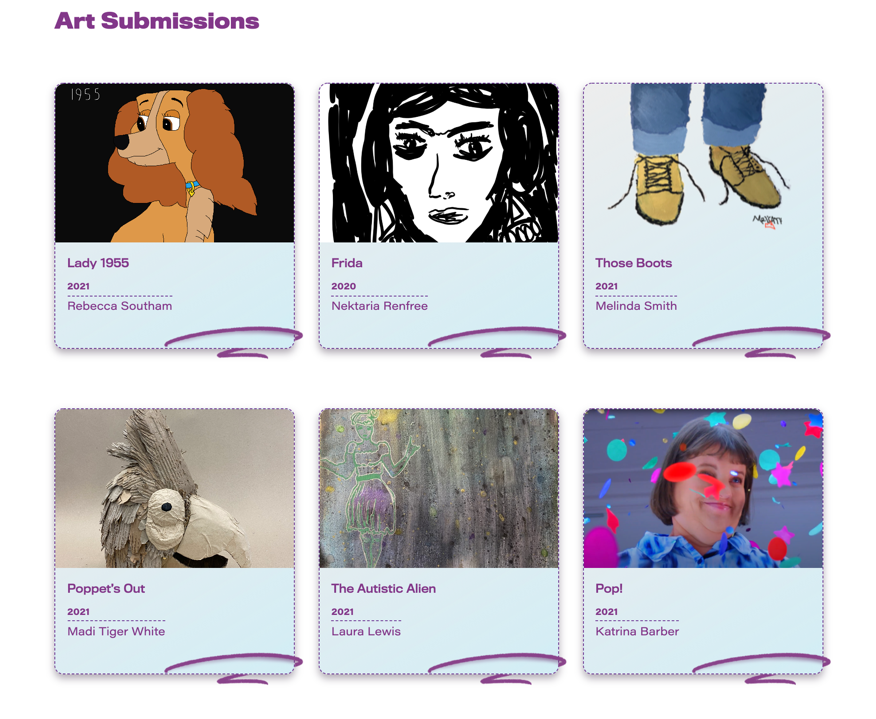 Art Submissions
1955
Lady 1955
2021
Rebecca Southam
Frida
2020
Nektaria Renfree
Those Boots
2021
Melinda Smith
Poppet's Out
2021
Madi Tiger White
The Autistic Alien
2021
Laura Lewis
Pop!
2021
Katrina Barber